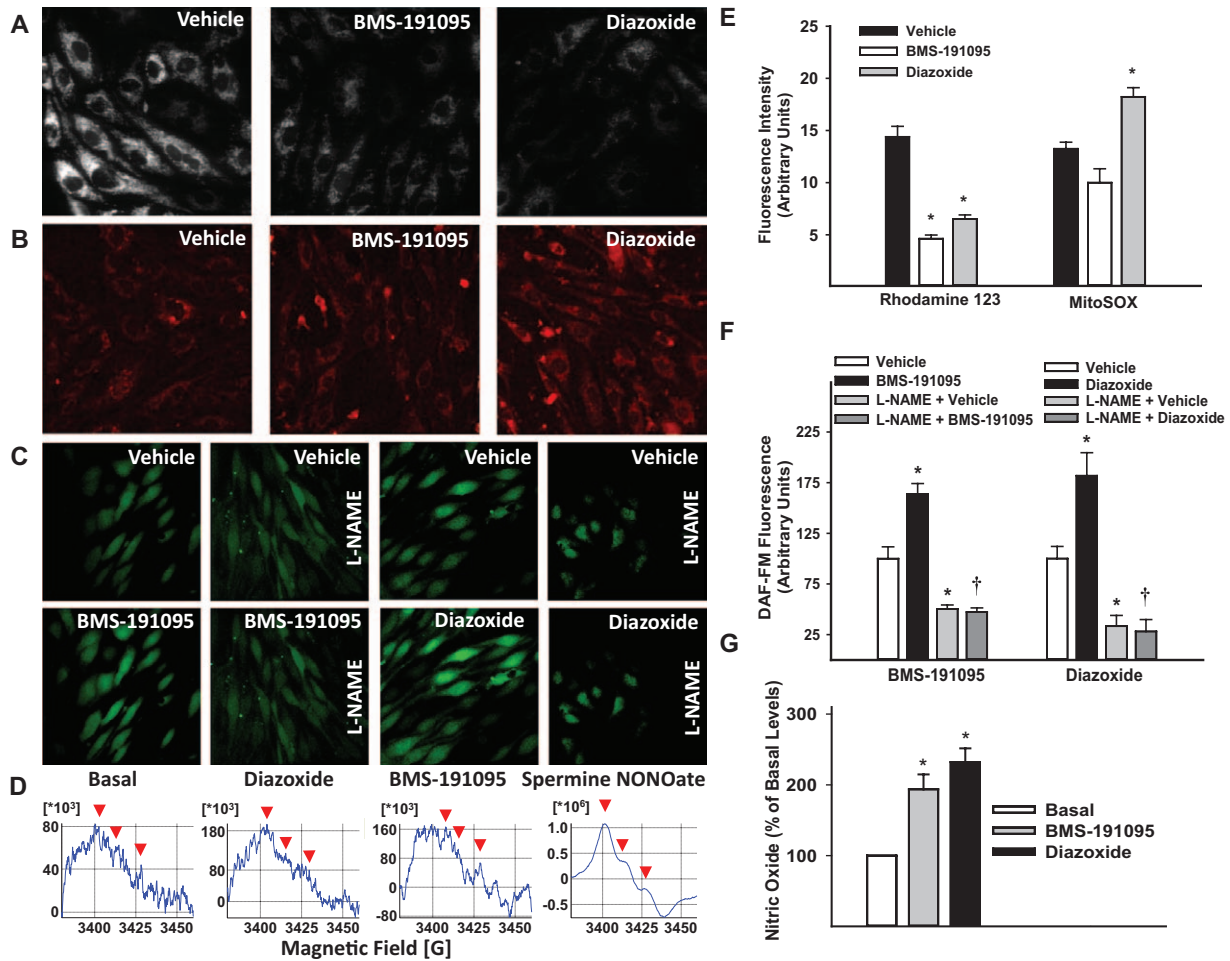 A
Vehicle
BMS-191095
Diazoxide
B
Vehicle
BMS-191095
Diazoxide
C
Vehicle
Vehicle
L-NAME
Vehicle
Vehicle
L-NAME
BMS-191095
BMS-191095
L-NAME
Diazoxide
Diazoxide
L-NAME
D
Basal
Diazoxide
BMS-191095
Spermine NONOate
[*10³]
80
40
0
3400 3425 3450
[*10³]
180
90
0
3400 3425 3450
[*10³]
160
80
0
-80
3400 3425 3450
[*10⁶]
1.0
0.5
0.0
-0.5
3400 3425 3450
Magnetic Field [G]
E
Vehicle
BMS-191095
Diazoxide
Fluorescence Intensity
(Arbitrary Units)
25
20
15
10
5
*
*
*
Rhodamine 123
MitoSOX
F
Vehicle
BMS-191095
L-NAME + Vehicle
L-NAME + BMS-191095
Vehicle
Diazoxide
L-NAME + Vehicle
L-NAME + Diazoxide
DAF-FM Fluorescence
(Arbitrary Units)
225
175
125
75
25
*
*
†
*
*
†
BMS-191095
Diazoxide
G
Nitric Oxide (% of Basal Levels)
300
200
100
*
*
Basal
BMS-191095
Diazoxide